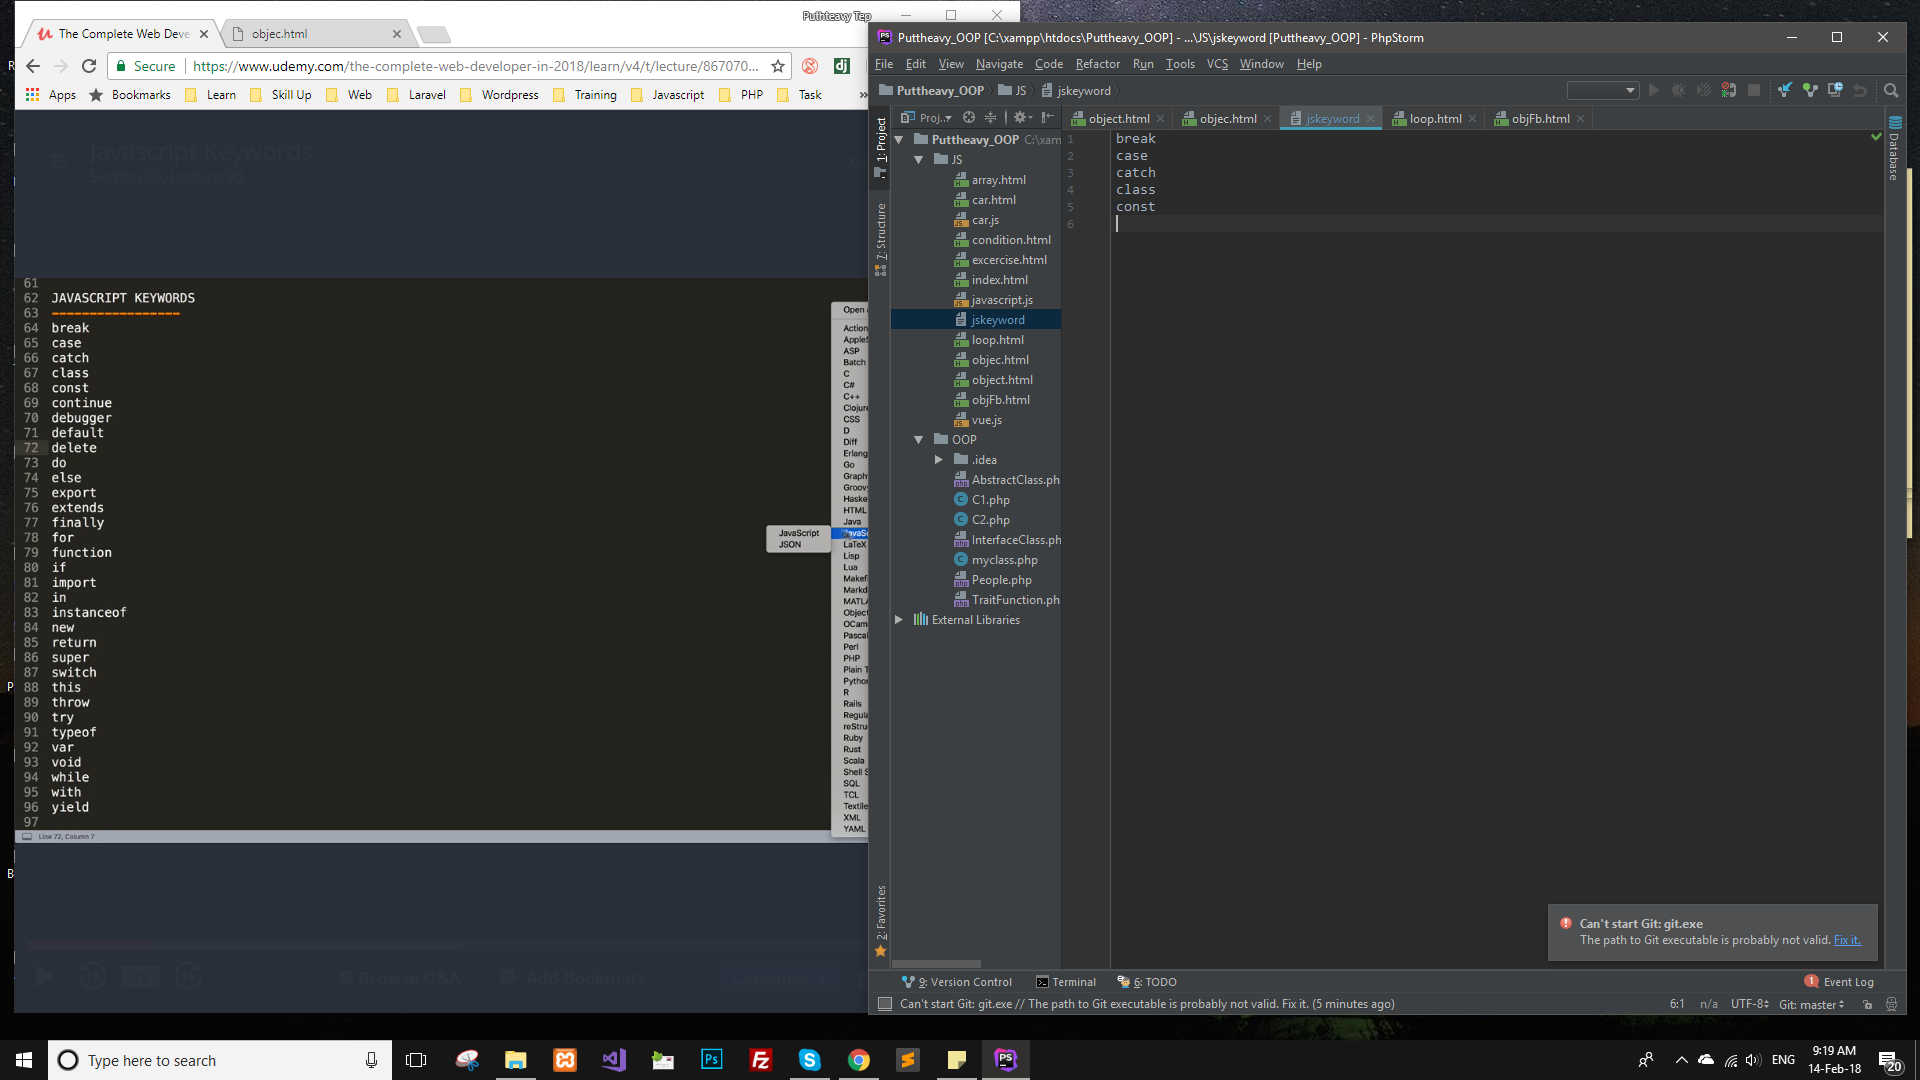 Puthteavy Tep
The Complete Web Deve
objec.html
Secure
https://www.udemy.com/the-complete-web-developer-in-2018/learn/v4/t/lecture/867070...
Apps
Bookmarks
Learn
Skill Up
Web
Laravel
Wordpress
Training
Javascript
PHP
Task
»
Javascript Keywords
Section 10, Lecture 99
61
62 JAVASCRIPT KEYWORDS
63 -----------------
64 break
65 case
66 catch
67 class
68 const
69 continue
70 debugger
71 default
72 delete
73 do
74 else
75 export
76 extends
77 finally
78 for
79 function
80 if
81 import
82 in
83 instanceof
84 new
85 return
86 super
87 switch
88 this
89 throw
90 try
91 typeof
92 var
93 void
94 while
95 with
96 yield
97
Line 72, Column 7
JavaScript
JSON
Open
Action
AppleS
ASP
Batch
C
C#
C++
Clojure
CSS
D
Diff
Erlang
Go
Graph
Groovy
Haske
HTML
Java
JavaSc
LaTeX
Lisp
Lua
Makef
Markd
MATLA
Object
OCam
Pascal
Perl
PHP
Plain T
Python
R
Rails
Regula
reStru
Ruby
Rust
Scala
Shell S
SQL
TCL
Textile
XML
YAML
Browse Q&A
Add Bookmark
Continue
Puttheavy_OOP [C:\xampp\htdocs\Puttheavy_OOP] - ...\JS\jskeyword [Puttheavy_OOP] - PhpStorm
File Edit View Navigate Code Refactor Run Tools VCS Window Help
Puttheavy_OOP
JS
jskeyword
Proj..
object.html
objec.html
jskeyword
loop.html
objFb.html
1: Project
7: Structure
2: Favorites
Database
Puttheavy_OOP C:\xam
JS
array.html
car.html
car.js
condition.html
excercise.html
index.html
javascript.js
jskeyword
loop.html
objec.html
object.html
objFb.html
vue.js
OOP
.idea
AbstractClass.ph
C1.php
C2.php
InterfaceClass.ph
myclass.php
People.php
TraitFunction.ph
External Libraries
1 break
2 case
3 catch
4 class
5 const
6
Can't start Git: git.exe
The path to Git executable is probably not valid. Fix it.
9: Version Control
Terminal
6: TODO
1 Event Log
Can't start Git: git.exe // The path to Git executable is probably not valid. Fix it. (5 minutes ago)
6:1
n/a
UTF-8
Git: master
Type here to search
ENG
9:19 AM
14-Feb-18
20